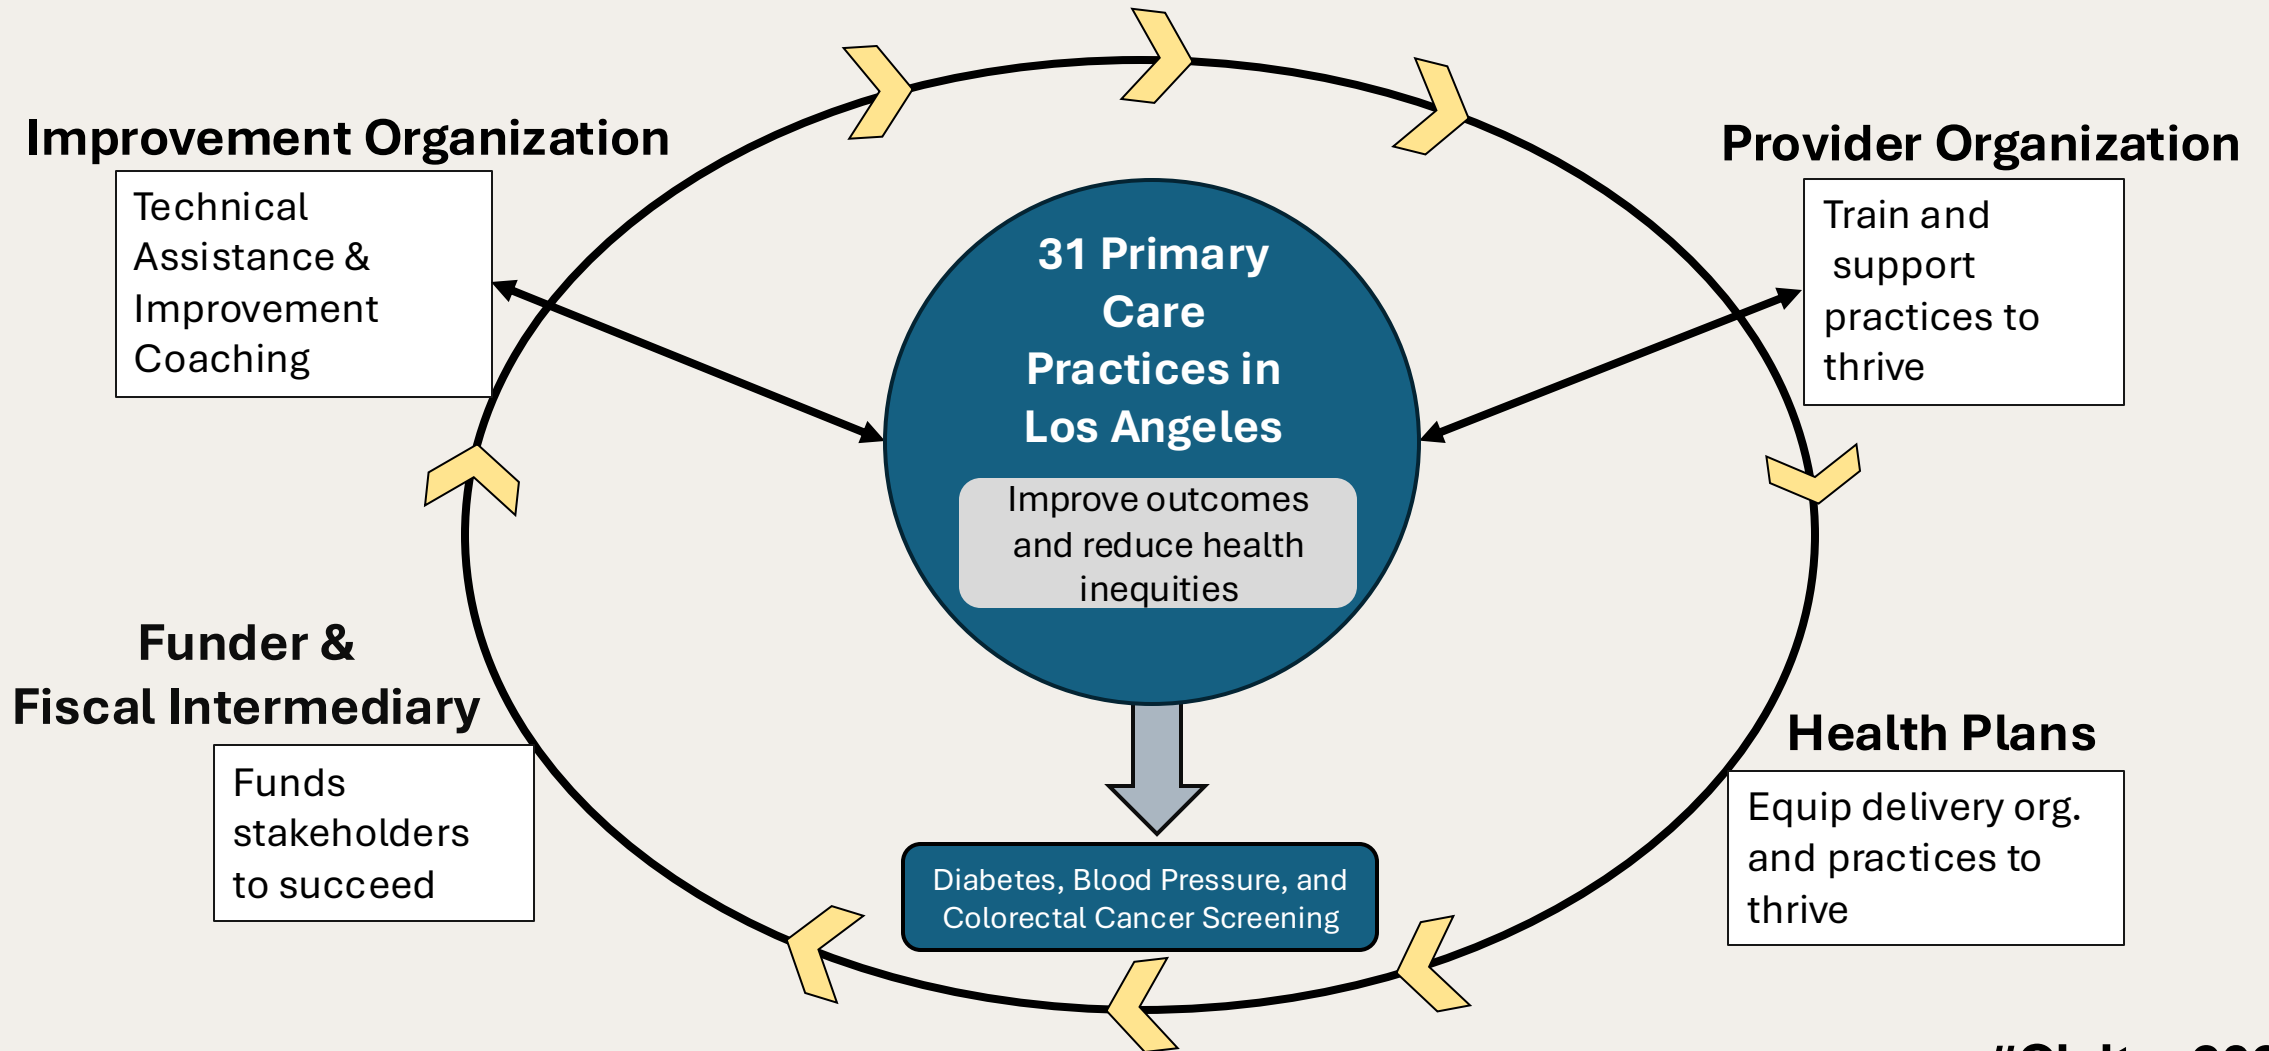 Improvement Organization
Technical
Assistance &
Improvement
Coaching
Provider Organization
Train and
support
practices to
thrive
31 Primary
Care
Practices in
Los Angeles
Improve outcomes
and reduce health
inequities
Funder &
Fiscal Intermediary
Funds
stakeholders
to succeed
Health Plans
Equip delivery org.
and practices to
thrive
Diabetes, Blood Pressure, and
Colorectal Cancer Screening